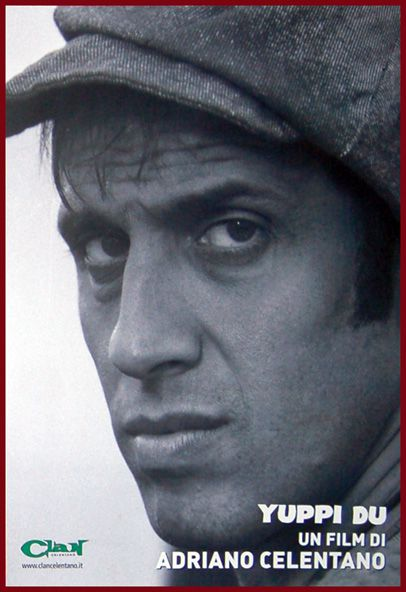 YUPPI DU
UN FILM DI
ADRIANO CELENTANO
Clan
CELENTANO
www.clancelentano.it